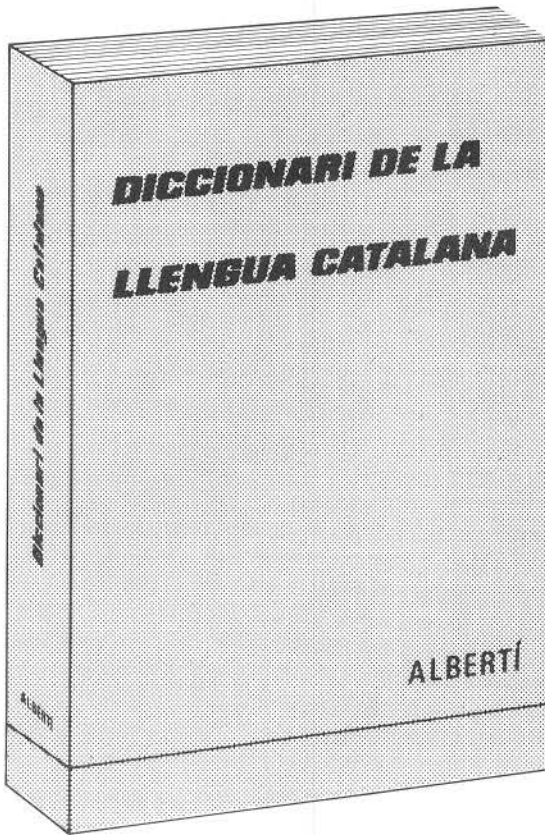 DICCIONARI DE LA
LLENGUA CATALANA
ALBERTÍ
Diccionari de la Llengua Catalana
ALBERTÍ